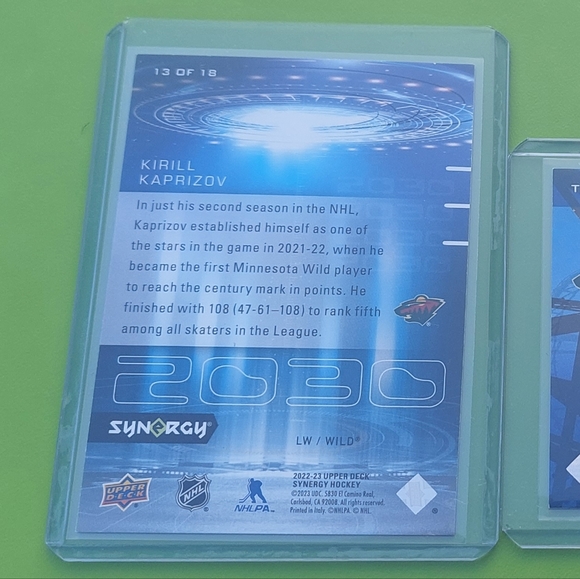 13 OF 18
KIRILL
KAPRIZOV
In just his second season in the NHL,
Kaprizov established himself as one of
the stars in the game in 2021-22, when he
became the first Minnesota Wild player
to reach the century mark in points. He
finished with 108 (47-61–108) to rank fifth
among all skaters in the League.
2030
SYNERGY®
LW / WILD®
UPPER DECK
NHL
NHLPA
2022-23 UPPER DECK
SYNERGY HOCKEY
©2023 UDC, 5830 El Camino Real,
Carlsbad, CA 92008. All rights reserved.
Printed in Italy. ©NHLPA. © NHL.
T